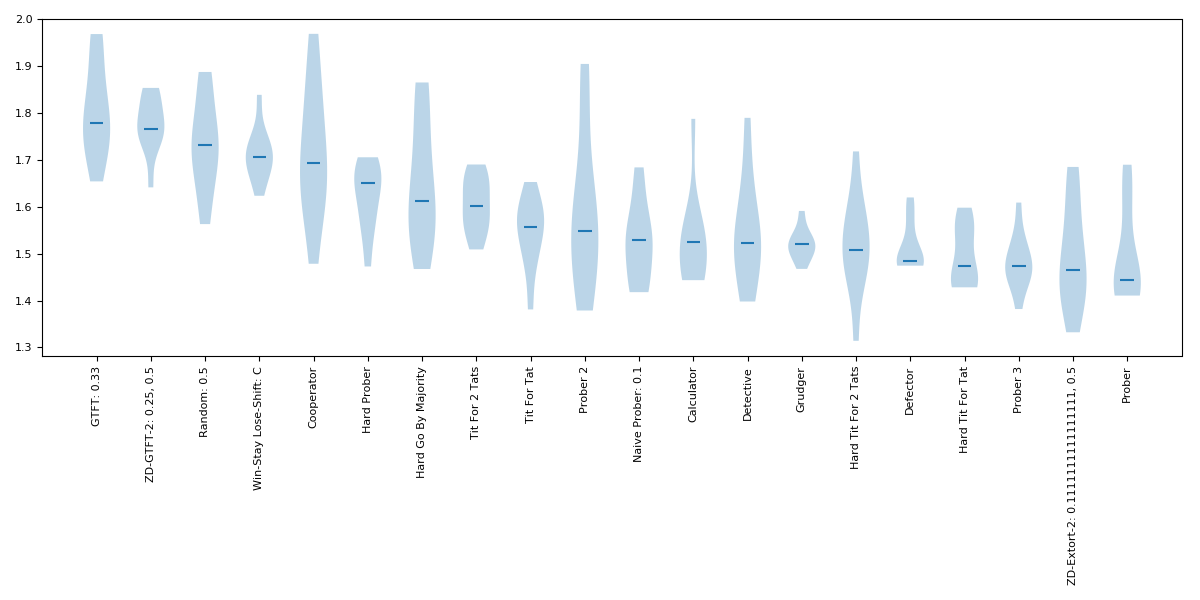 2.0
1.9
1.8
1.7
1.6
1.5
1.4
1.3
GTFT: 0.33
ZD-GTFT-2: 0.25, 0.5
Random: 0.5
Win-Stay Lose-Shift: C
Cooperator
Hard Prober
Hard Go By Majority
Tit For 2 Tats
Tit For Tat
Prober 2
Naive Prober: 0.1
Calculator
Detective
Grudger
Hard Tit For 2 Tats
Defector
Hard Tit For Tat
Prober 3
ZD-Extort-2: 0.1111111111111111, 0.5
Prober